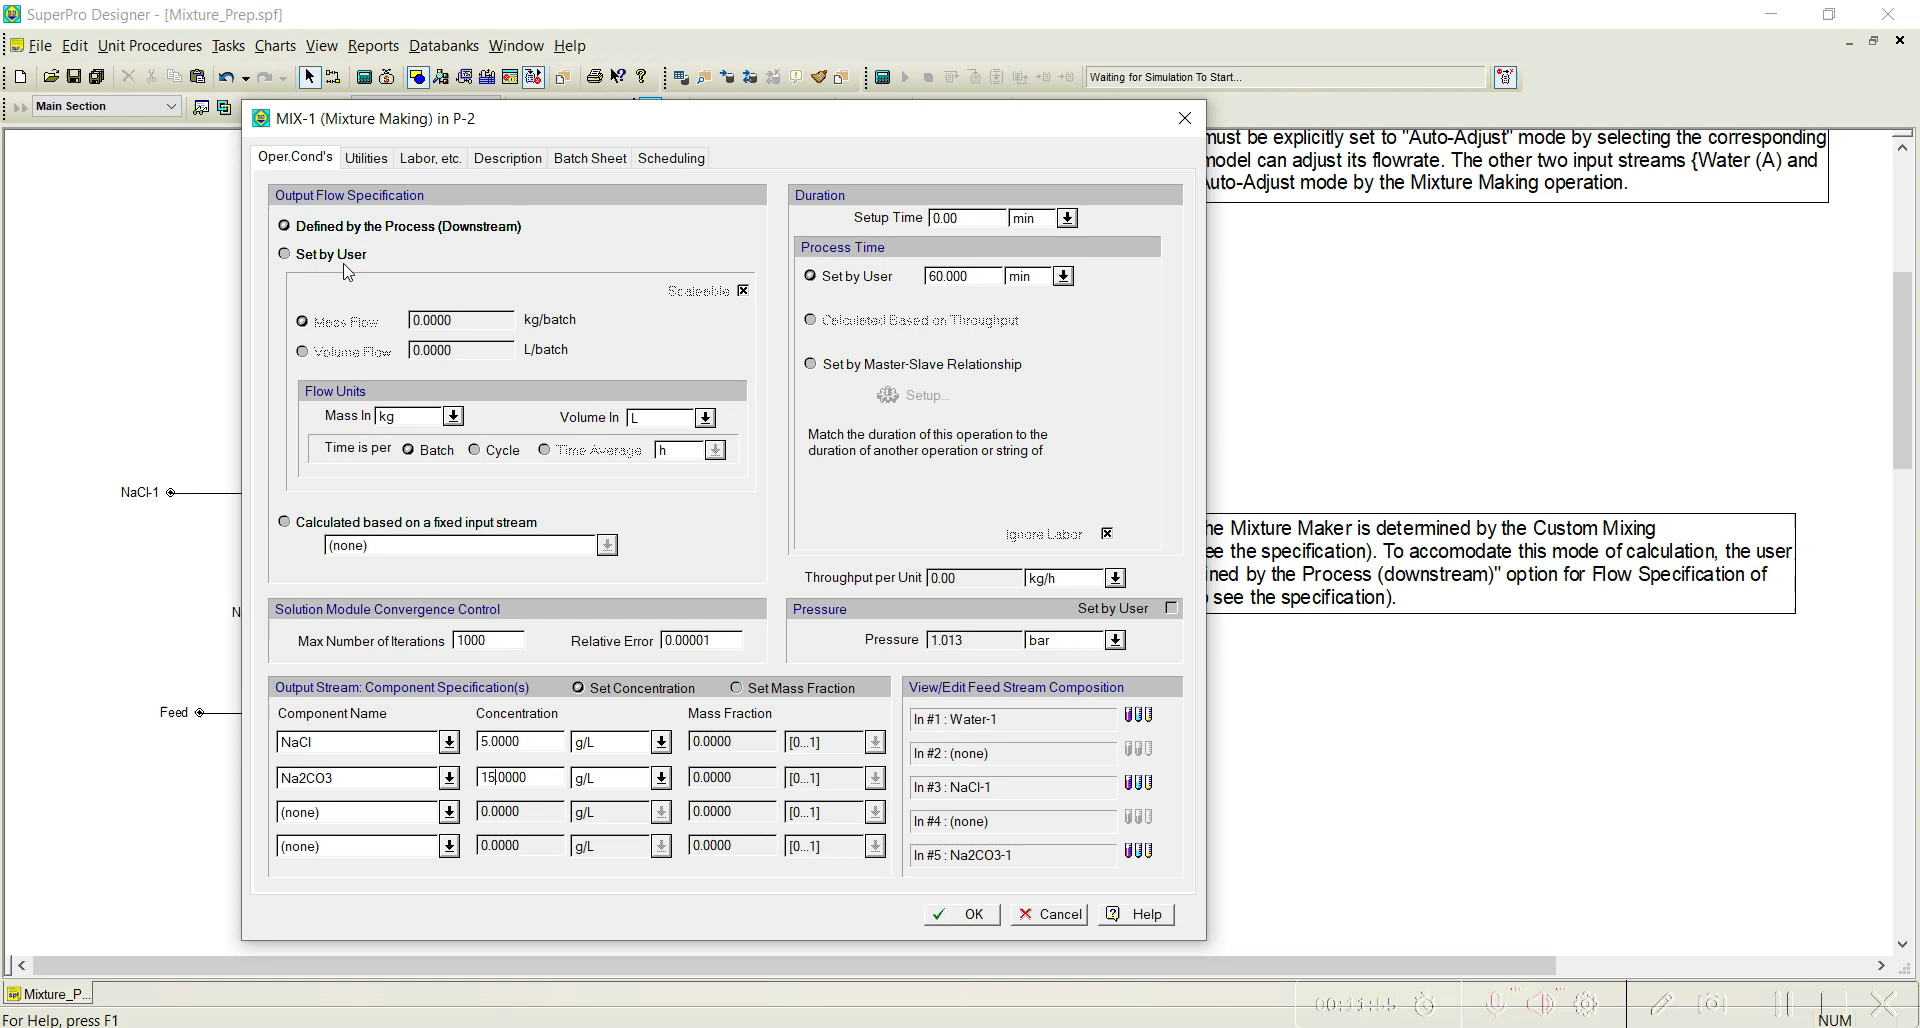 SuperPro Designer - [Mixture_Prep.spf]
File Edit Unit Procedures Tasks Charts View Reports Databanks Window Help
Waiting for Simulation To Start...
Main Section
MIX-1 (Mixture Making) in P-2
must be explicitly set to "Auto-Adjust" mode by selecting the corresponding
model can adjust its flowrate. The other two input streams {Water (A) and
Auto-Adjust mode by the Mixture Making operation.
Oper.Cond's Utilities Labor, etc. Description Batch Sheet Scheduling
Output Flow Specification
Defined by the Process (Downstream)
Set by User
Scaleable
Mass Flow 0.0000 kg/batch
Volume Flow 0.0000 L/batch
Flow Units
Mass In kg Volume In L
Time is per Batch Cycle Time Average h
Calculated based on a fixed input stream
(none)
Duration
Setup Time 0.00 min
Process Time
Set by User 60.000 min
Calculated Based on Throughput
Set by Master-Slave Relationship
Setup...
Match the duration of this operation to the
duration of another operation or string of
Ignore Labor
Throughput per Unit 0.00 kg/h
NaCl-1
N
Feed
he Mixture Maker is determined by the Custom Mixing
ee the specification). To accomodate this mode of calculation, the user
ined by the Process (downstream)" option for Flow Specification of
see the specification).
Solution Module Convergence Control
Max Number of Iterations 1000 Relative Error 0.00001
Pressure Set by User
Pressure 1.013 bar
Output Stream: Component Specification(s) Set Concentration Set Mass Fraction
Component Name Concentration Mass Fraction
NaCl 5.0000 g/L 0.0000 [0...1]
Na2CO3 15.0000 g/L 0.0000 [0...1]
(none) 0.0000 g/L 0.0000 [0...1]
(none) 0.0000 g/L 0.0000 [0...1]
View/Edit Feed Stream Composition
In #1 : Water-1
In #2 : (none)
In #3 : NaCl-1
In #4 : (none)
In #5 : Na2CO3-1
OK Cancel Help
Mixture_P...
00:11:55
For Help, press F1
NUM